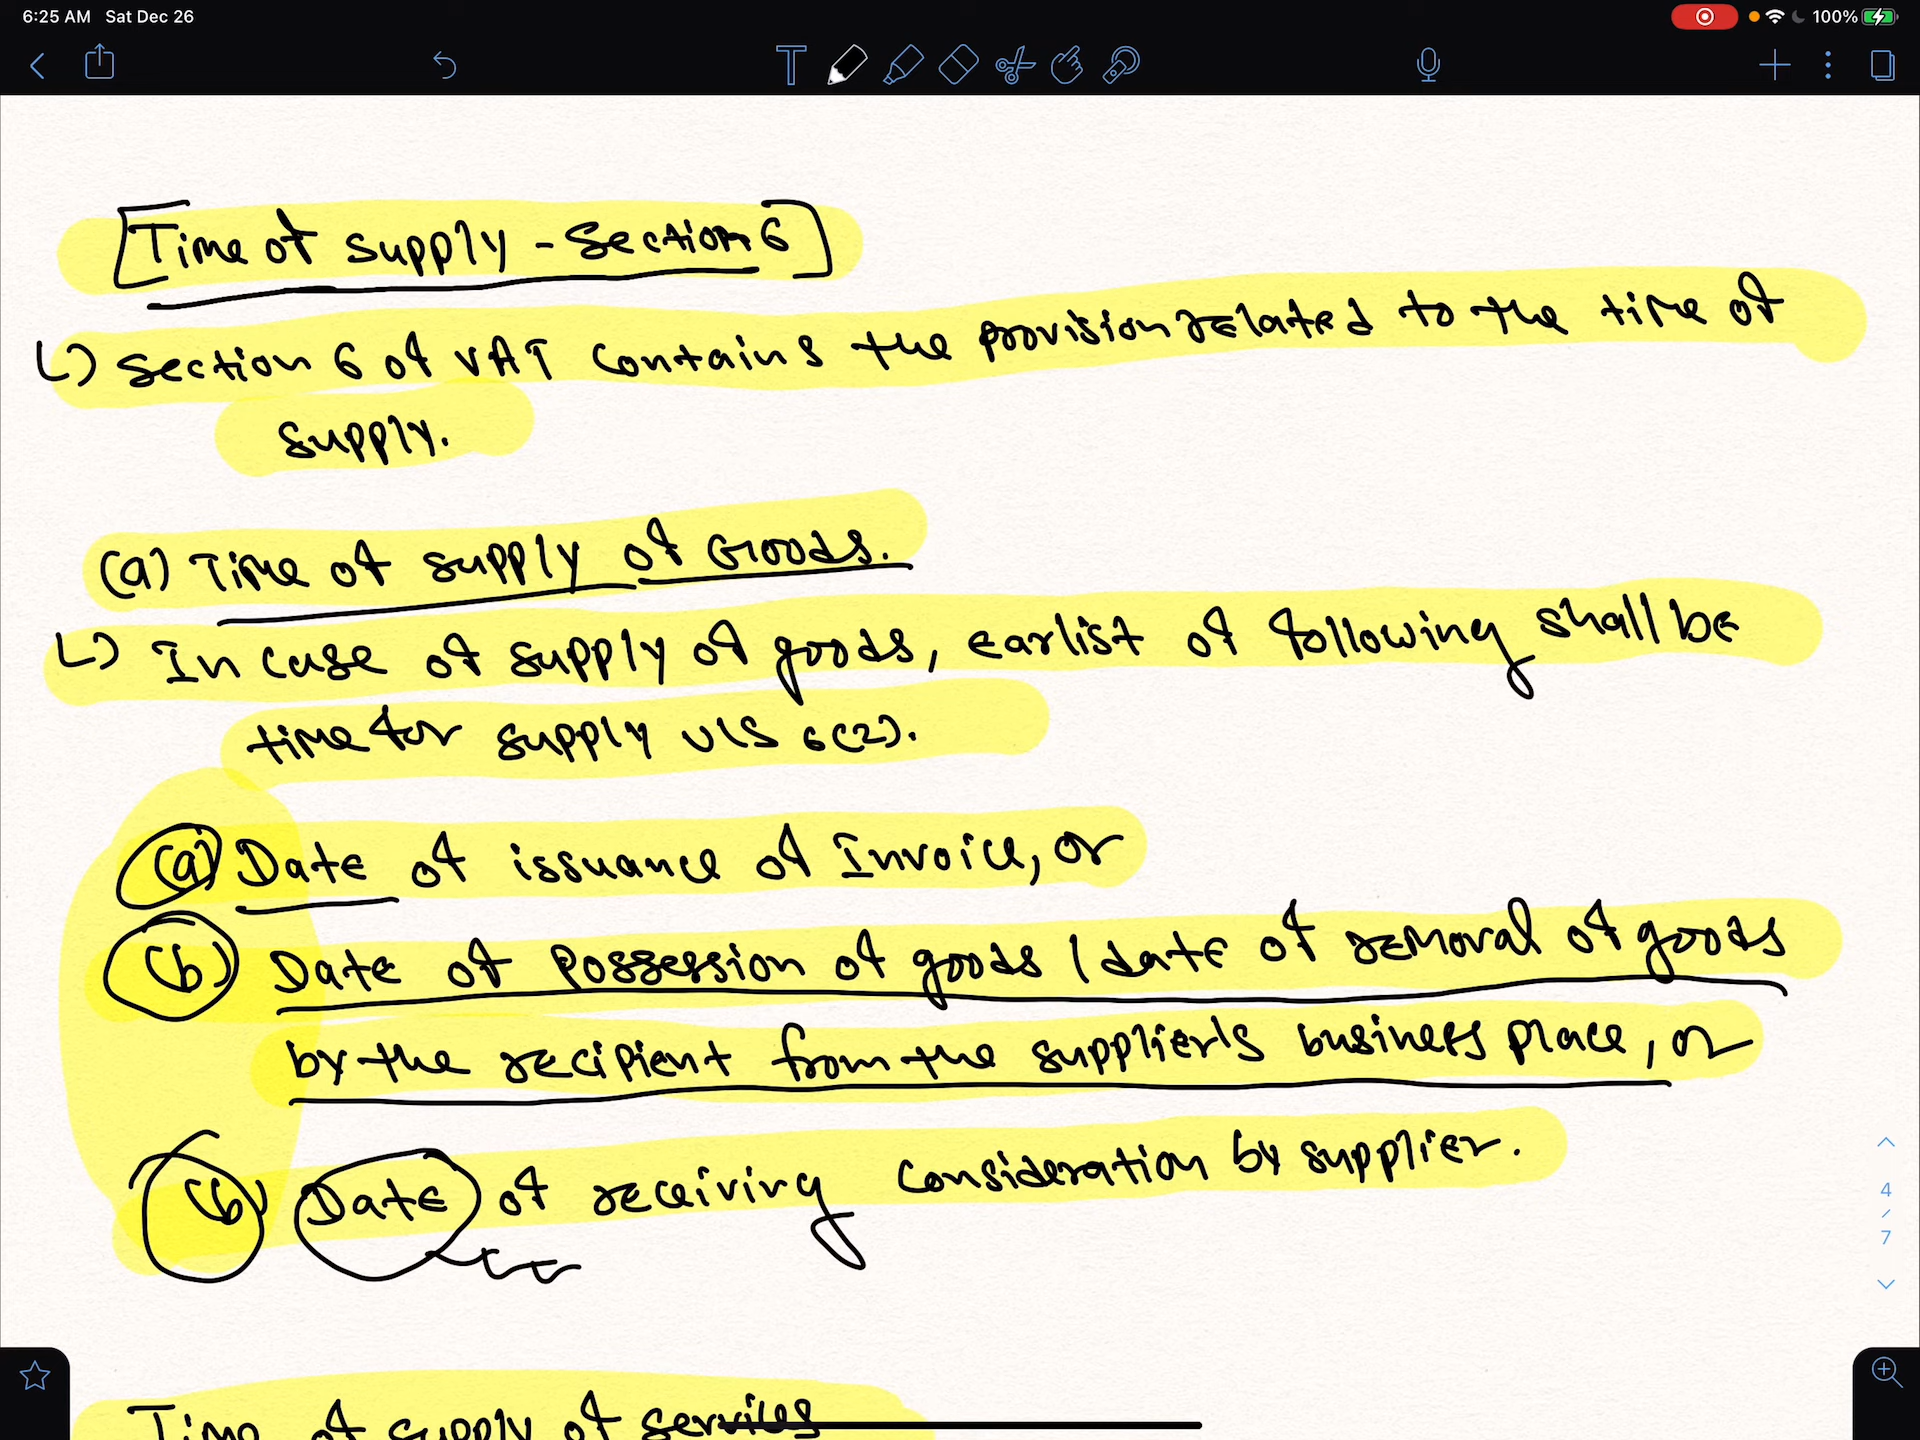 6:25 AM Sat Dec 26
100%
[Time of supply - Section 6]
↳ Section 6 of VAT contains the provision related to the time of
supply.
(a) Time of supply of Goods.
↳ In case of supply of goods, earlist of following shall be
time for supply U/S 6(2).
(a) Date of issuance of Invoice, or
(b) Date of Possession of goods / date of removal of goods
by the recipient from the supplier's business place, or
(b) Date of receiving consideration by supplier.
4
/
7
Time of supply of services